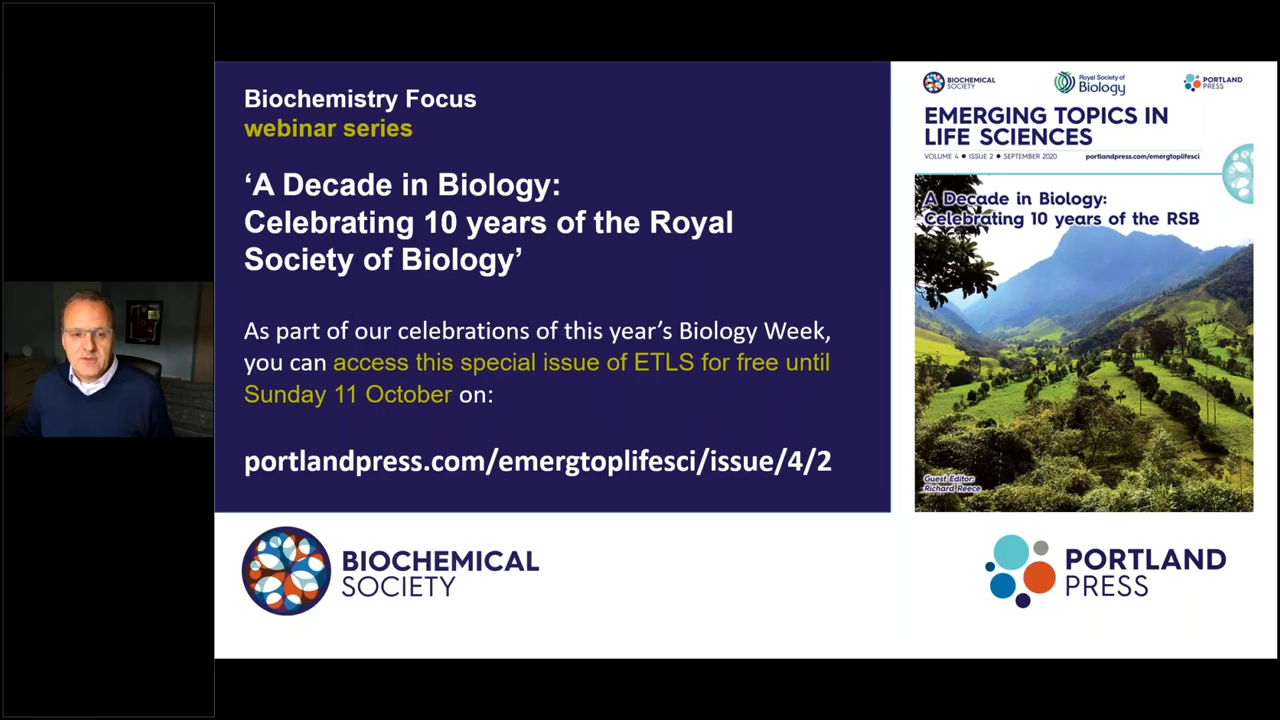 Biochemistry Focus
webinar series
‘A Decade in Biology:
Celebrating 10 years of the Royal
Society of Biology’
As part of our celebrations of this year’s Biology Week,
you can access this special issue of ETLS for free until
Sunday 11 October on:
portlandpress.com/emergtoplifesci/issue/4/2
BIOCHEMICAL
SOCIETY
BIOCHEMICAL
SOCIETY
Royal Society of
Biology
PORTLAND
PRESS
EMERGING TOPICS IN
LIFE SCIENCES
VOLUME 4 ● ISSUE 2 ● SEPTEMBER 2020 portlandpress.com/emergtoplifesci
A Decade in Biology:
Celebrating 10 years of the RSB
Guest Editor:
Richard Reece
PORTLAND
PRESS